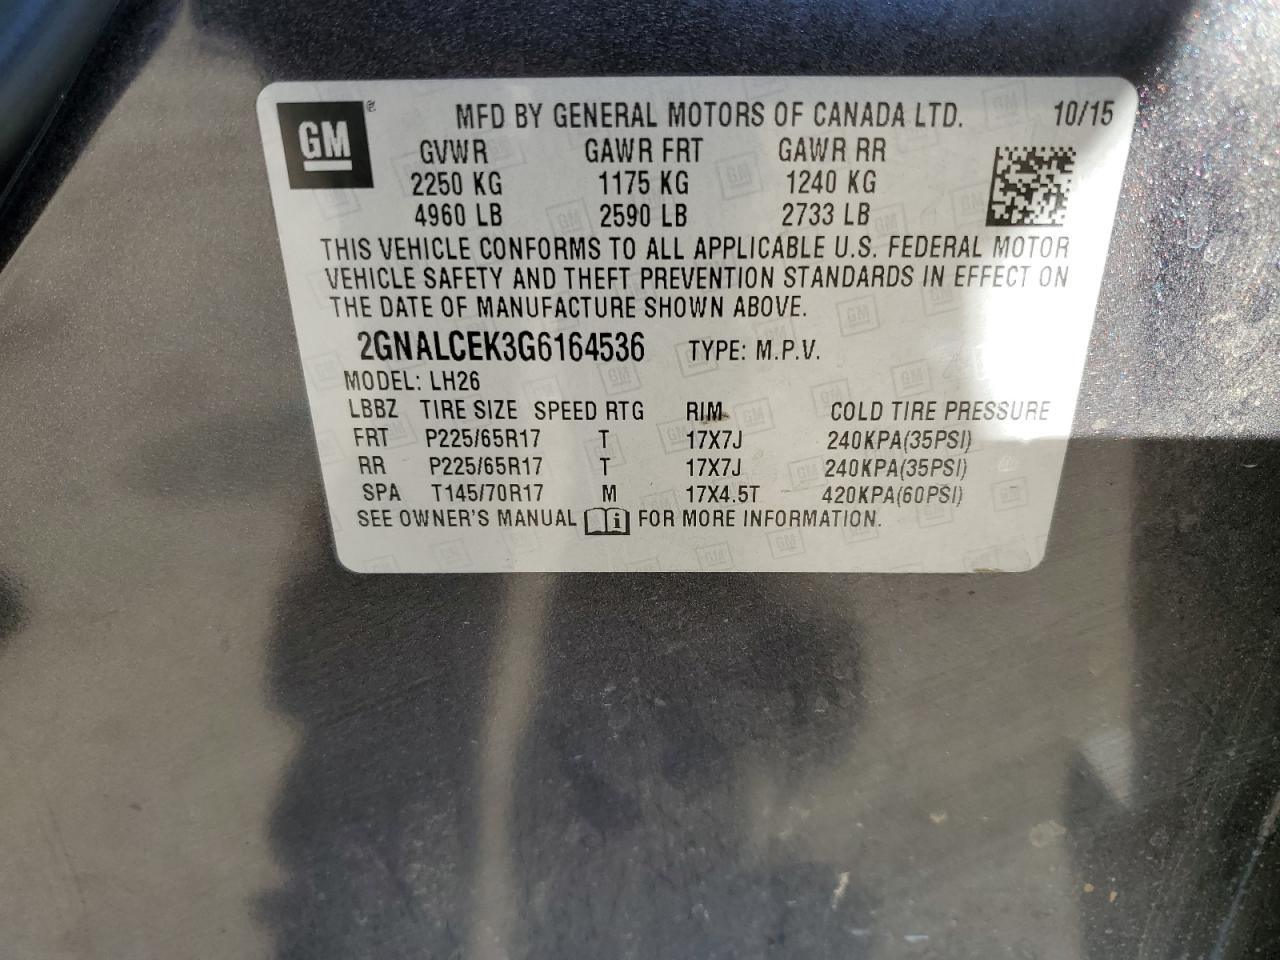 GM® MFD BY GENERAL MOTORS OF CANADA LTD. 10/15
GVWR GAWR FRT GAWR RR
2250 KG 1175 KG 1240 KG
4960 LB 2590 LB 2733 LB
THIS VEHICLE CONFORMS TO ALL APPLICABLE U.S. FEDERAL MOTOR
VEHICLE SAFETY AND THEFT PREVENTION STANDARDS IN EFFECT ON
THE DATE OF MANUFACTURE SHOWN ABOVE.
2GNALCEK3G6164536 TYPE: M.P.V.
MODEL: LH26
LBBZ TIRE SIZE SPEED RTG RIM COLD TIRE PRESSURE
FRT P225/65R17 T 17X7J 240KPA(35PSI)
RR P225/65R17 T 17X7J 240KPA(35PSI)
SPA T145/70R17 M 17X4.5T 420KPA(60PSI)
SEE OWNER'S MANUAL i FOR MORE INFORMATION.